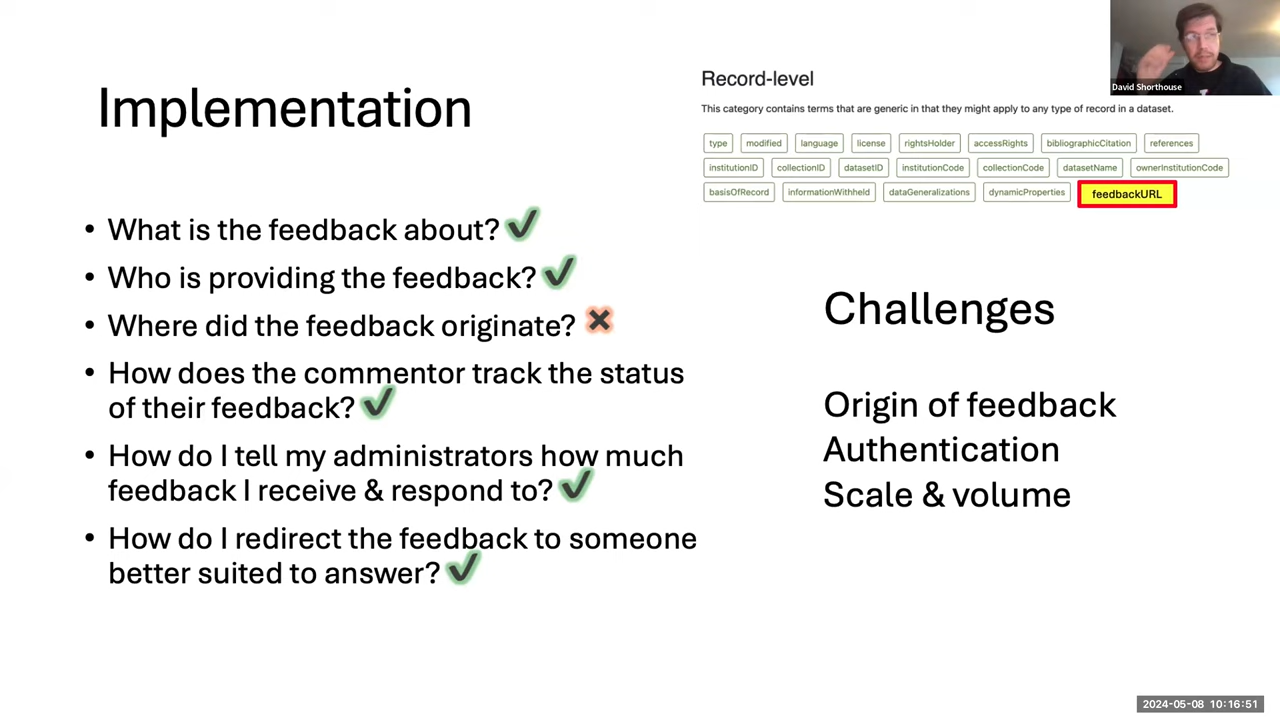 Implementation
• What is the feedback about?
• Who is providing the feedback?
• Where did the feedback originate?
• How does the commentor track the status
of their feedback?
• How do I tell my administrators how much
feedback I receive & respond to?
• How do I redirect the feedback to someone
better suited to answer?
Record-level
This category contains terms that are generic in that they might apply to any type of record in a dataset.
type modified language license rightsHolder accessRights bibliographicCitation references
institutionID collectionID datasetID institutionCode collectionCode datasetName ownerInstitutionCode
basisOfRecord informationWithheld dataGeneralizations dynamicProperties feedbackURL
Challenges
Origin of feedback
Authentication
Scale & volume
David Shorthouse
2024-05-08 10:16:51